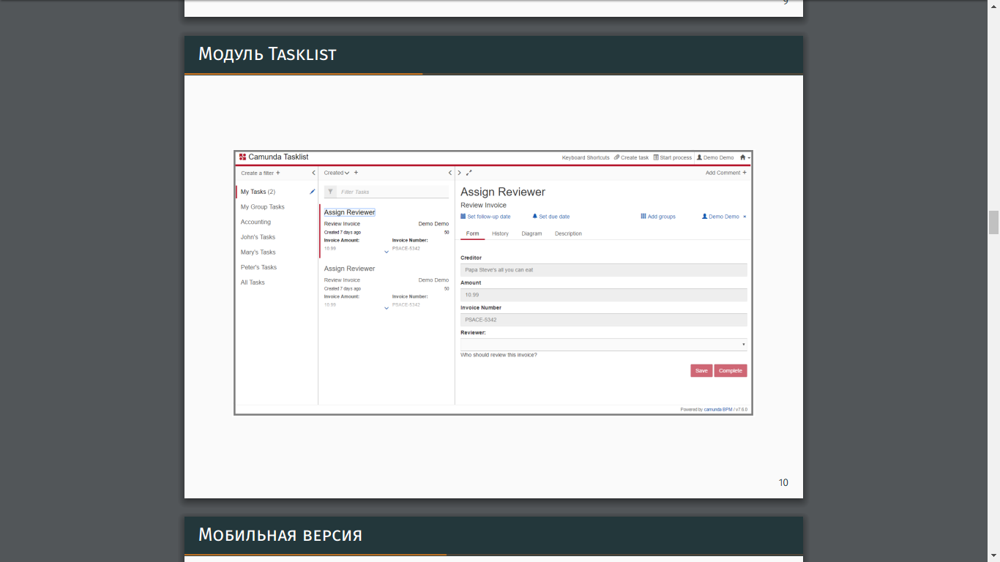 9
Модуль Tasklist
Camunda Tasklist
Keyboard Shortcuts Create task Start process Demo Demo
Create a filter +
Created +
Add Comment +
My Tasks (2)
My Group Tasks
Accounting
John's Tasks
Mary's Tasks
Peter's Tasks
All Tasks
Filter Tasks
Assign Reviewer
Review Invoice Demo Demo
Created 7 days ago 50
Invoice Amount: Invoice Number:
10.99 PSACE-5342
Assign Reviewer
Review Invoice Demo Demo
Created 7 days ago 50
Invoice Amount: Invoice Number:
10.99 PSACE-5342
Assign Reviewer
Review Invoice
Set follow-up date Set due date Add groups Demo Demo ×
Form History Diagram Description
Creditor
Papa Steve's all you can eat
Amount
10.99
Invoice Number
PSACE-5342
Reviewer:
Who should review this invoice?
Save Complete
Powered by camunda BPM / v7.6.0
10
Мобильная версия